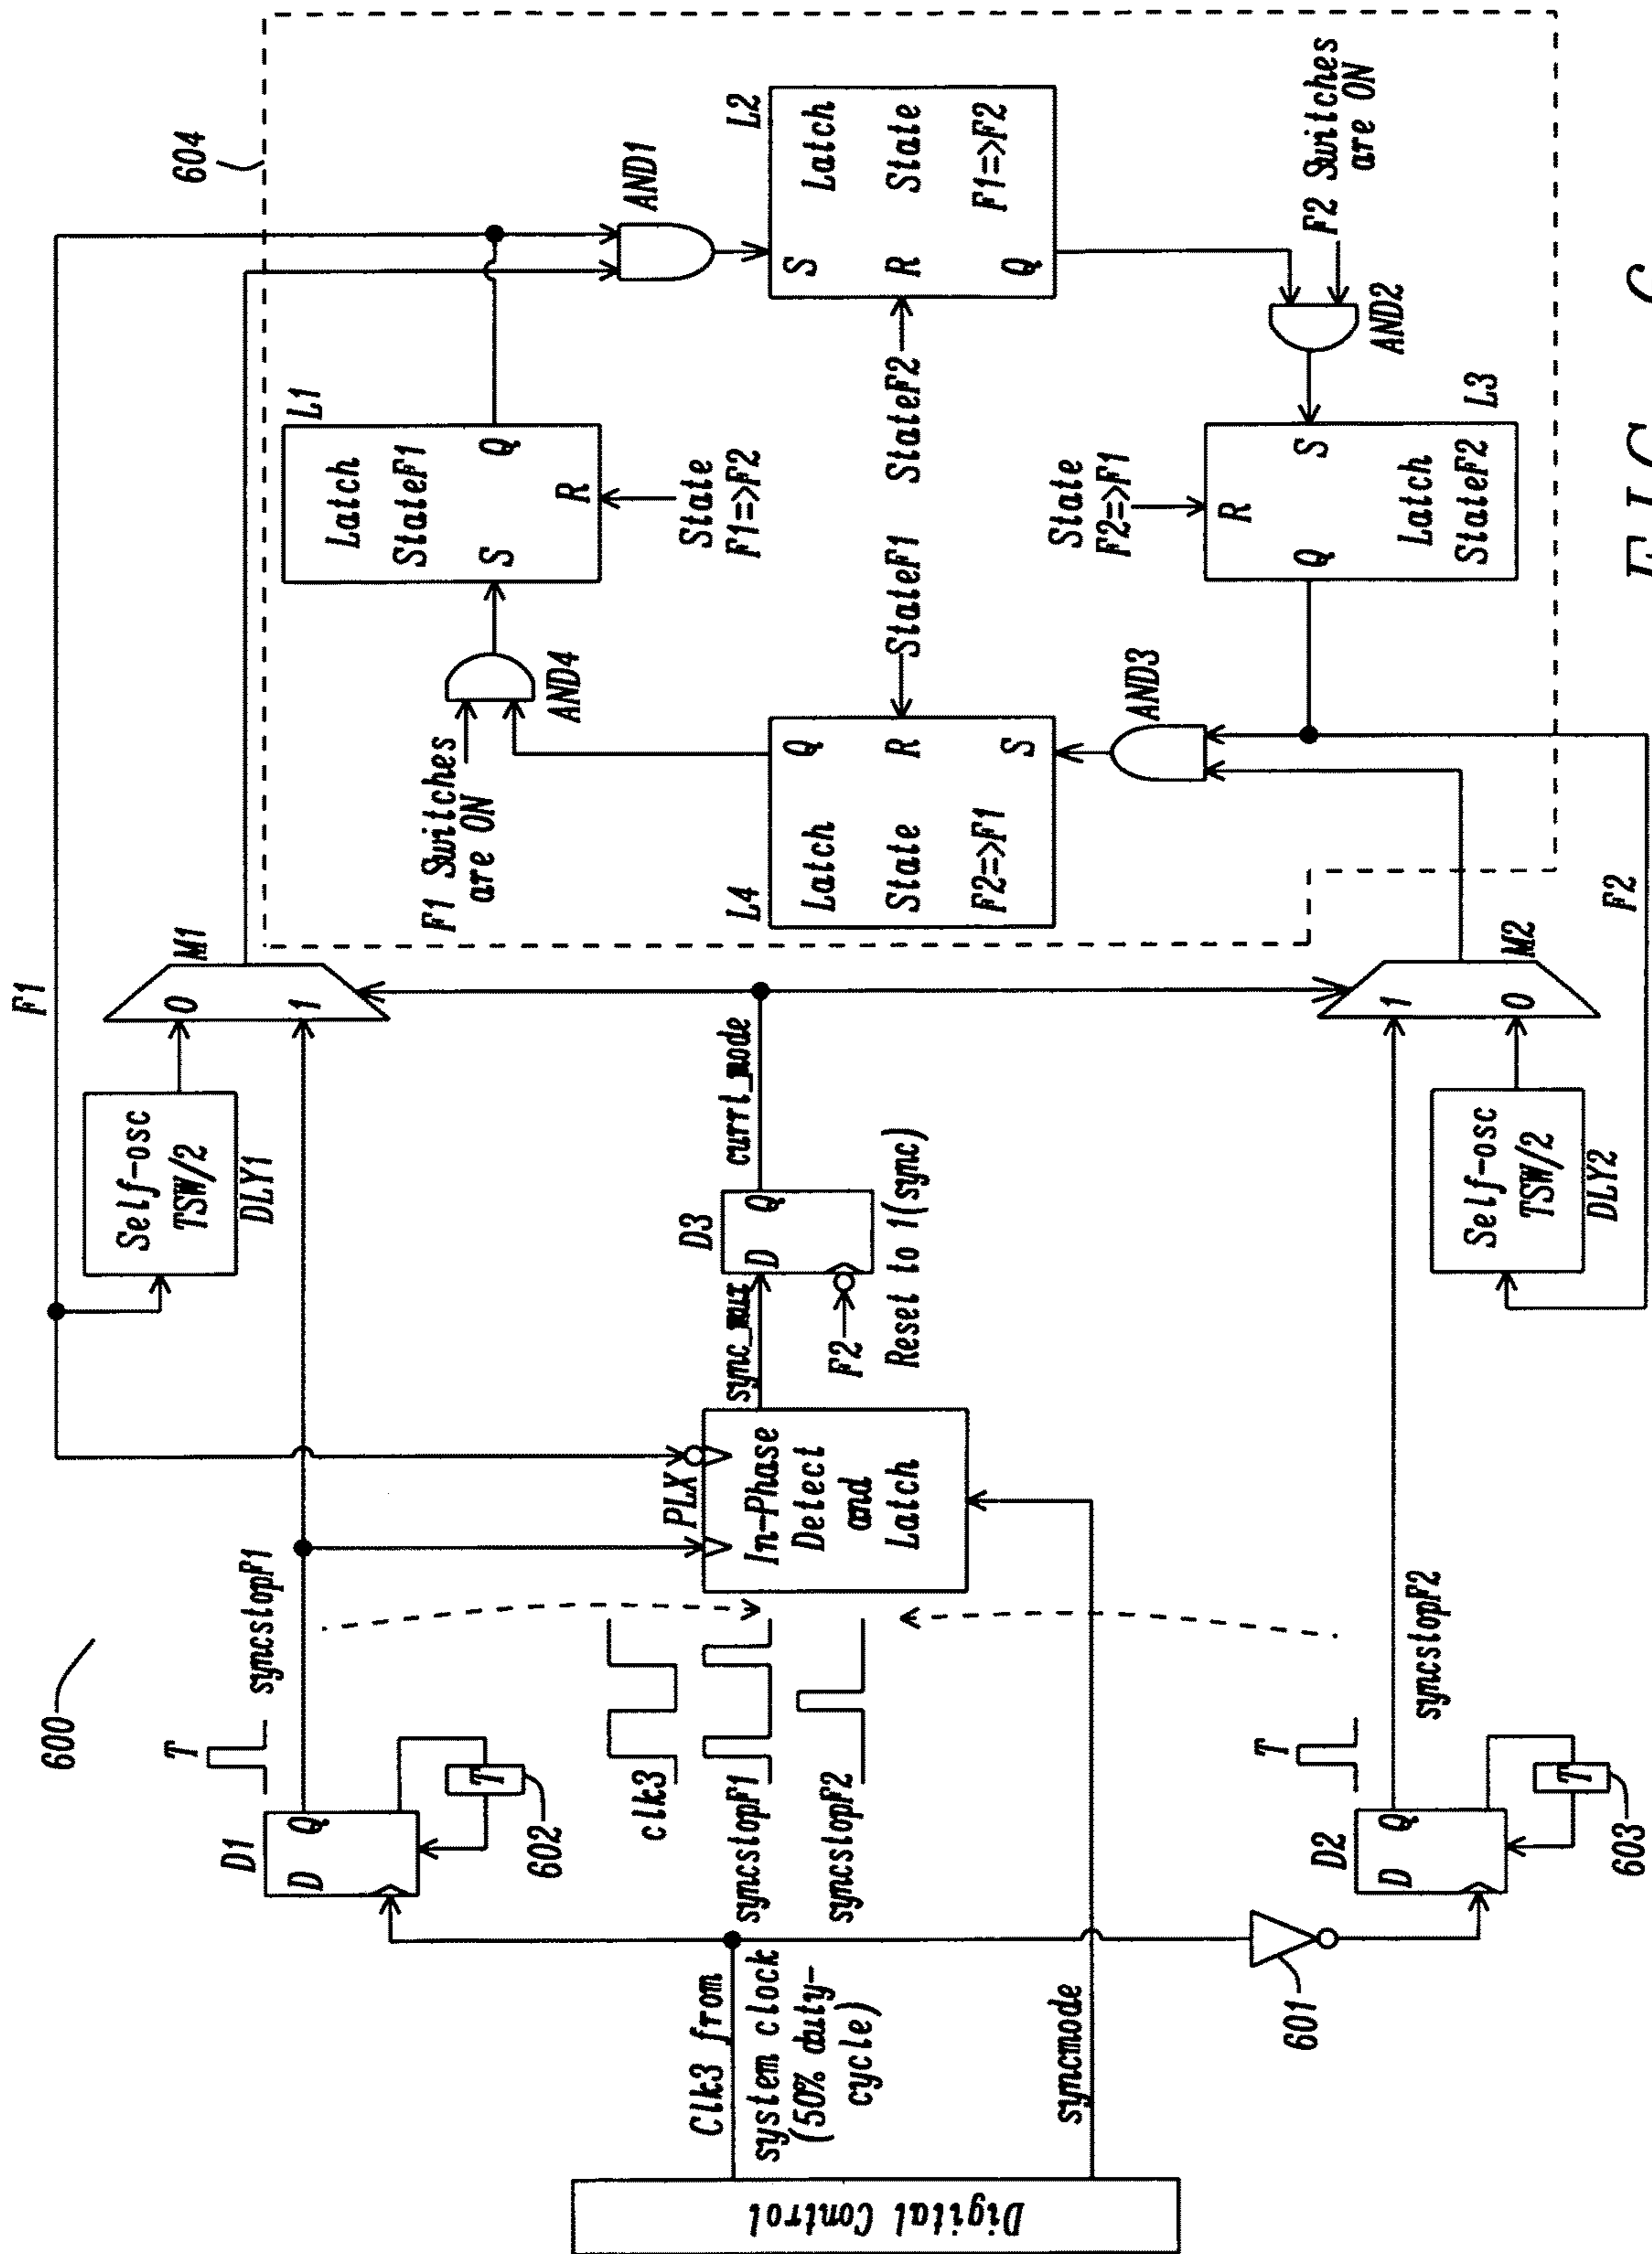 600
604
F1
Digital Control
Clk3 from
system clock
(50% duty-
cycle)
syncmode
601
D1
D
Q
T
602
T
syncstopF1
clk3
syncstopF1
syncstopF2
D2
D
Q
T
603
T
syncstopF2
PLX
In-Phase
Detect
and
Latch
D3
D
Q
F2
Reset to 1(sync)
curr1_mode
Self-osc
TSW/2
DLY1
M1
0
1
Self-osc
TSW/2
DLY2
M2
1
0
F2
F1 Switches
are ON
AND4
L1
Latch
StateF1
S
Q
R
State
F1=>F2
AND1
L2
S
Latch
R
State
Q
F1=>F2
StateF1
StateF2
L4
Q
Latch
R
State
S
F2=>F1
AND3
State
F2=>F1
R
Q
S
Latch
StateF2
L3
AND2
F2 Switches
are ON